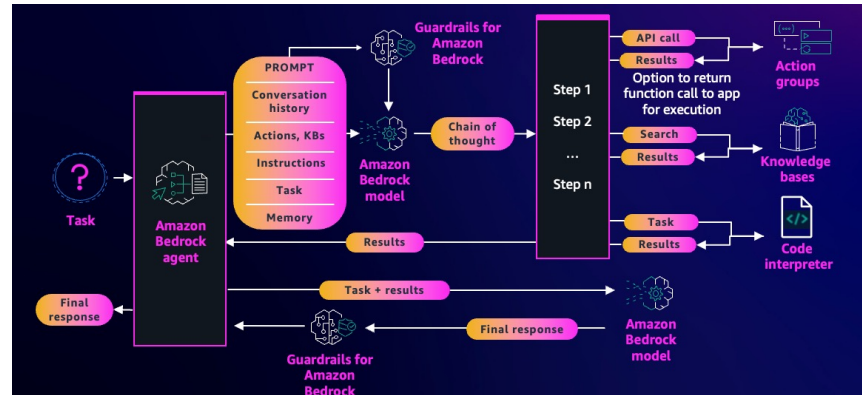 Task
Amazon
Bedrock
agent
Final
response
PROMPT
Conversation
history
Actions, KBs
Instructions
Task
Memory
Guardrails for
Amazon
Bedrock
Amazon
Bedrock
model
Chain of
thought
Step 1
Step 2
...
Step n
API call
Results
Option to return
function call to app
for execution
Action
groups
Search
Results
Knowledge
bases
Task
Results
</>
Code
interpreter
Results
Task + results
Amazon
Bedrock
model
Final response
Guardrails for
Amazon
Bedrock